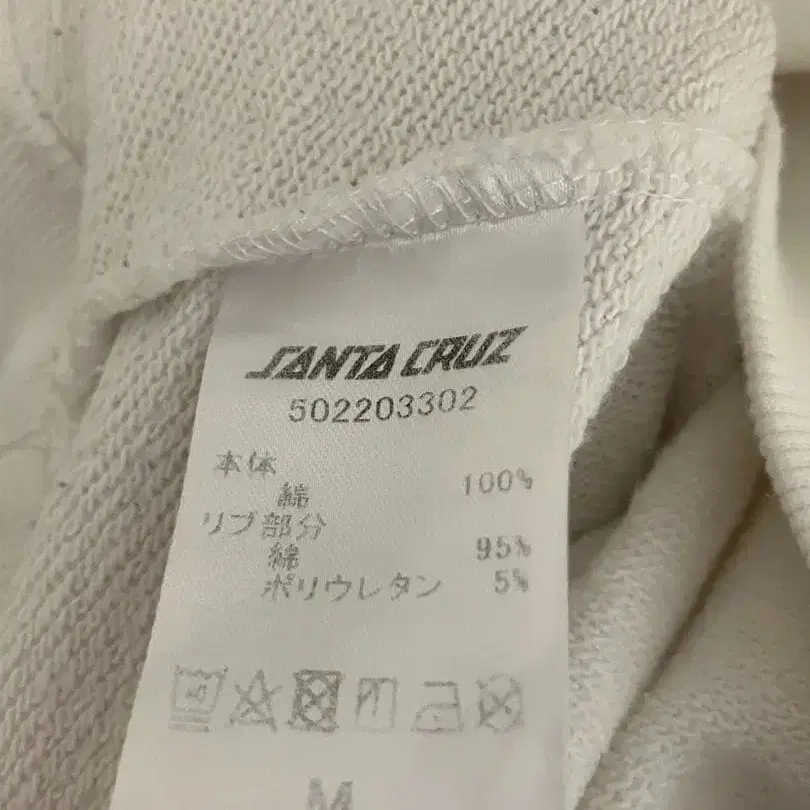 SANTA CRUZ
502203302
本体
綿 100%
リブ部分
綿 95%
ポリウレタン 5%
M